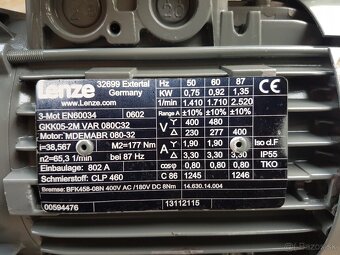 Lenze
32699 Extertal
Germany
www.Lenze.com
Hz 50 60 87
KW 0,75 0,92 1,35
1/min 1.410 1.710 2.520
3-Mot EN60034 0602
Range A ±10% ±10% ±10%
GKK05-2M VAR 080C32
Motor: MDEMABR 080-32
V Y 400 480
Δ 230 277 400
i=38,567 M2=177 Nm
A Y 1,90 1,90 Iso cl.F
n2=65,3 1/min bei 87 Hz
Δ 3,30 3,30 3,30 IP55
Einbaulage: 802 A
cosφ 0,80 0,80 0,80 TKO
Schmierstoff: CLP 460
C 86 1245 1246
Bremse: BFK458-08N 400V AC /180V DC 8Nm 14.630.14.004
00594476 13112115